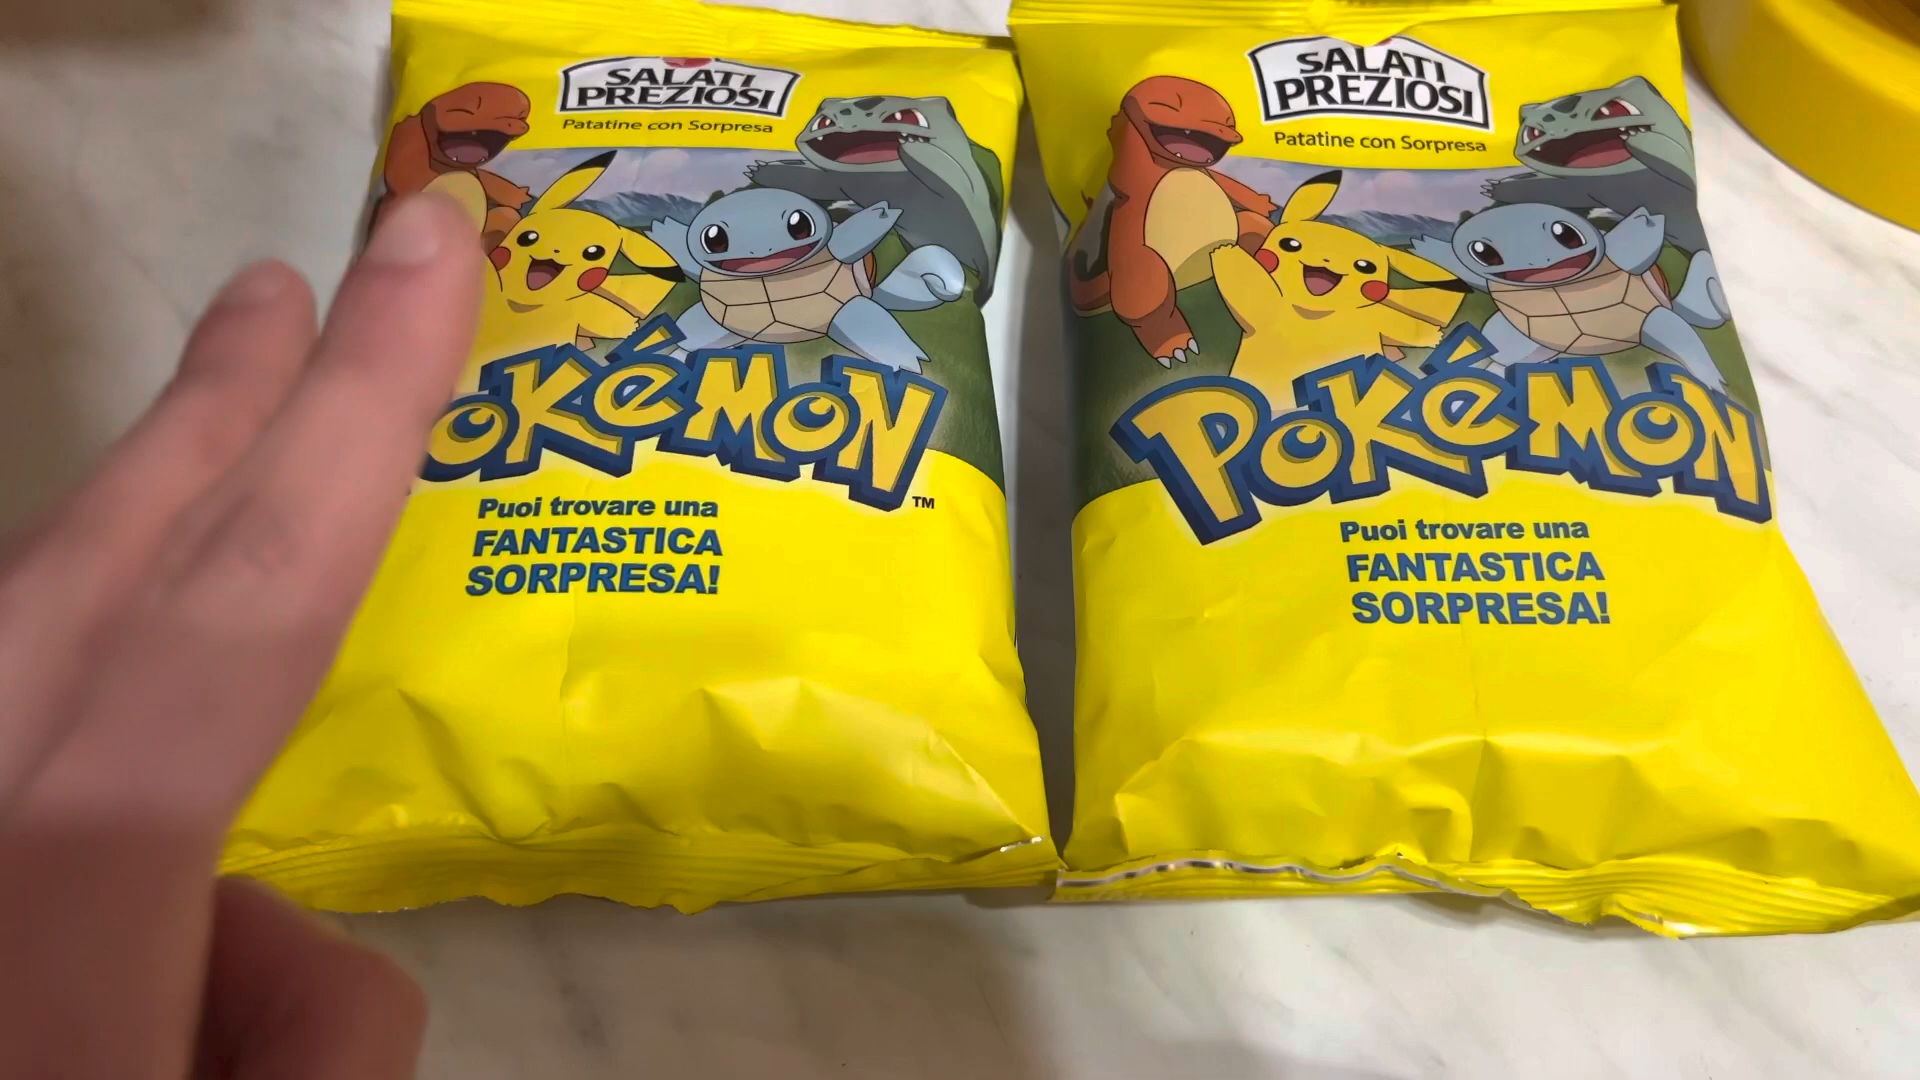 SALATI
PREZIOSI
Patatine con Sorpresa
POKéMON
TM
Puoi trovare una
FANTASTICA
SORPRESA!
SALATI
PREZIOSI
Patatine con Sorpresa
POKéMON
Puoi trovare una
FANTASTICA
SORPRESA!